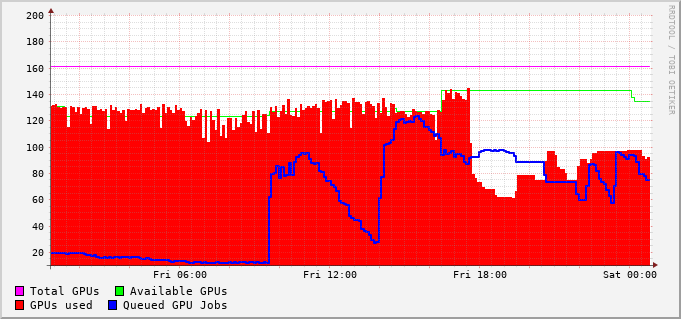 200
180
160
140
120
100
80
60
40
20
Fri 06:00 Fri 12:00 Fri 18:00 Sat 00:00
Total GPUs Available GPUs
GPUs used Queued GPU Jobs
RRDTOOL / TOBI OETIKER